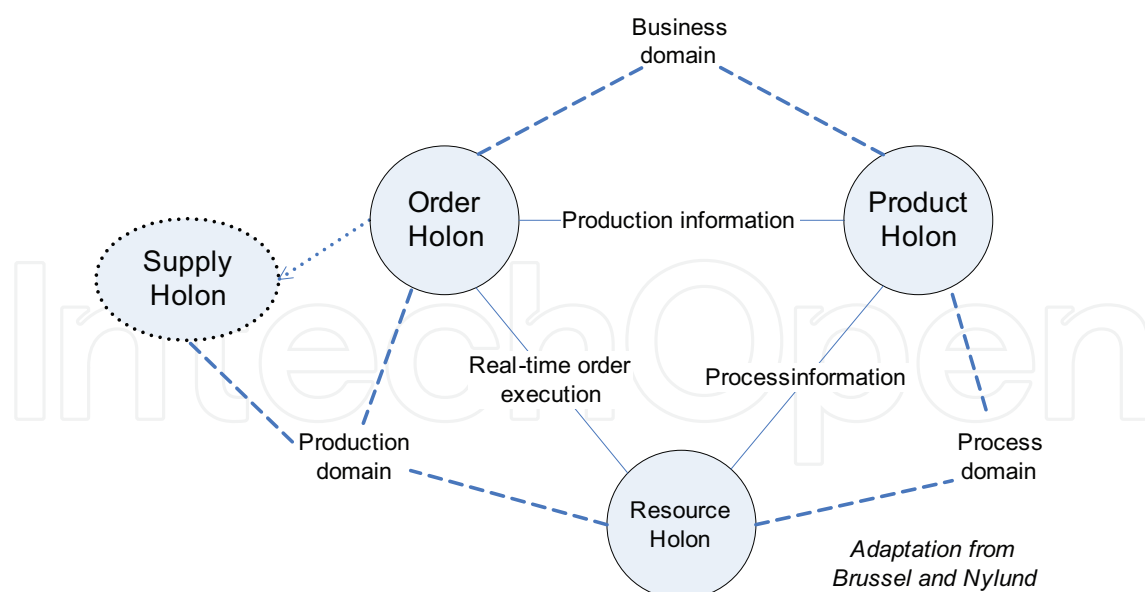 Business
domain
Order
Holon
Production information
Product
Holon
Supply
Holon
Real-time order
execution
Processinformation
Production
domain
Process
domain
Resource
Holon
Adaptation from
Brussel and Nylund
IntechOpen